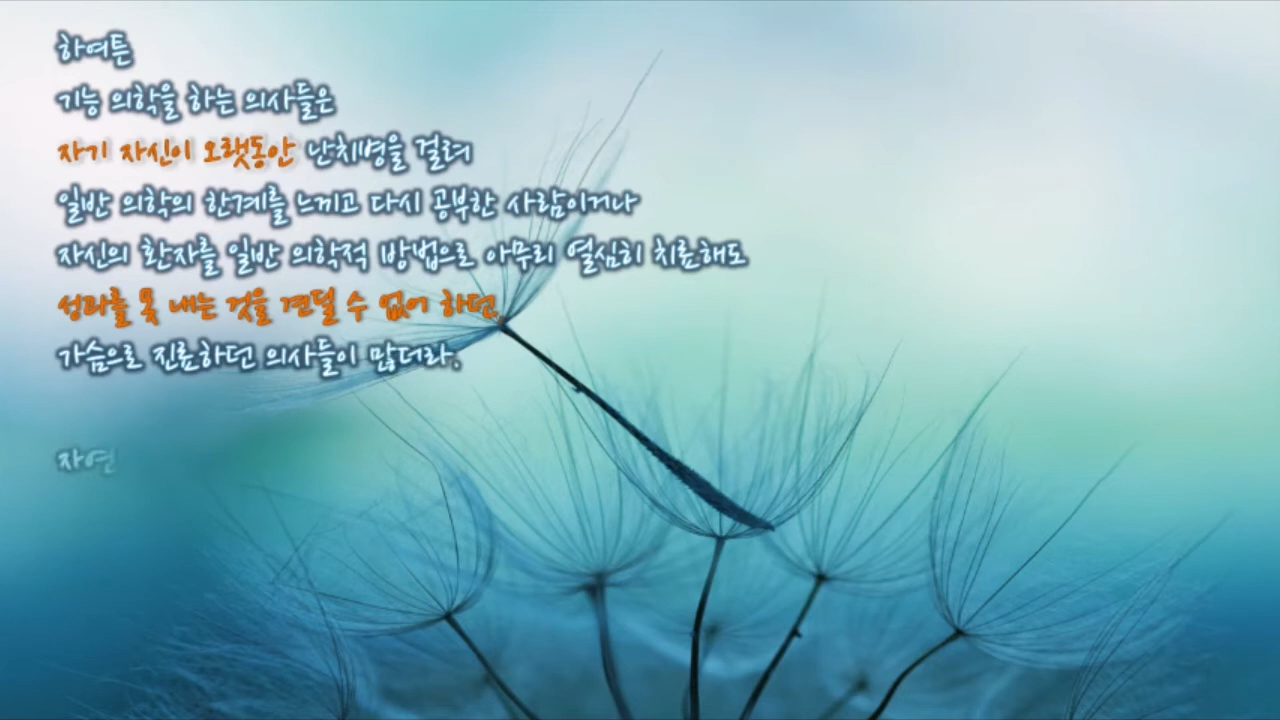 하여튼
기능 의학을 하는 의사들은
자기 자신이 오랫동안 난치병을 걸려
일반 의학의 한계를 느끼고 다시 공부한 사람이거나
자신의 환자를 일반 의학적 방법으로 아무리 열심히 치료해도
성과를 못 내는 것을 견딜 수 없어 하던
가슴으로 진료하던 의사들이 많더라.
자연